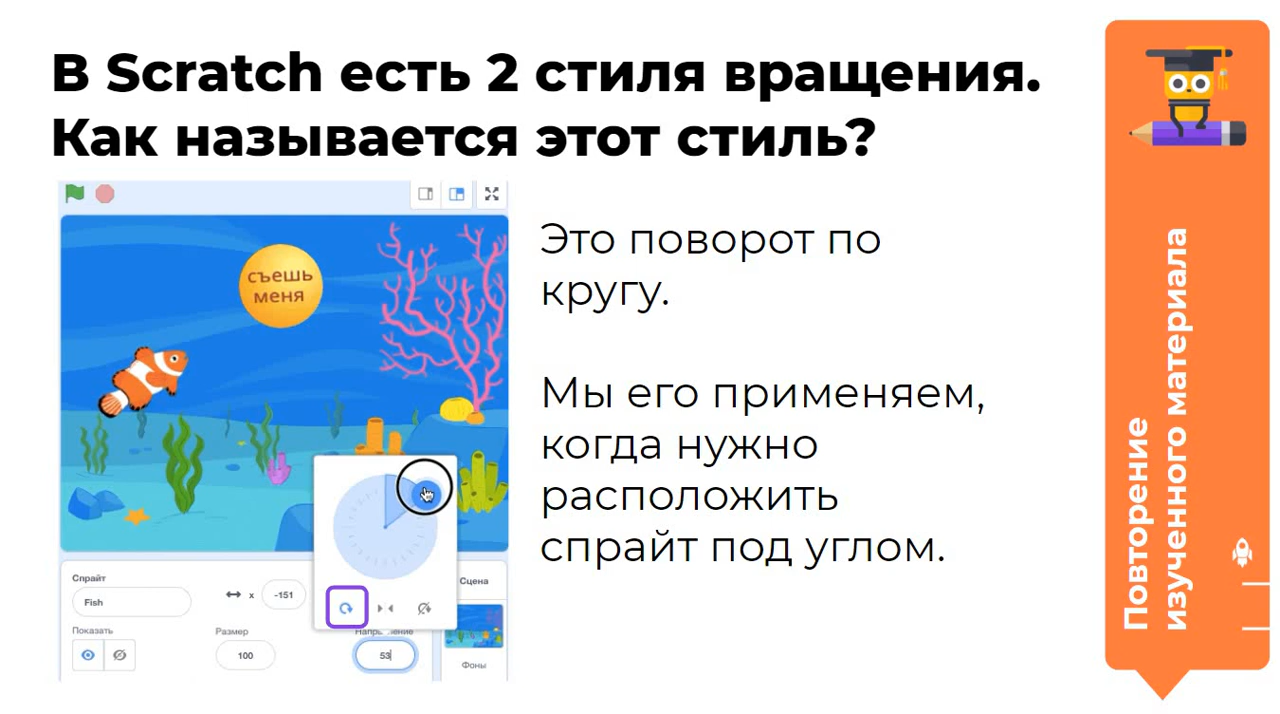 В Scratch есть 2 стиля вращения.
Как называется этот стиль?
съешь
меня
Спрайт
Fish
x
-151
Показать
Размер
100
53
Сцена
Фоны
Это поворот по
кругу.
Мы его применяем,
когда нужно
расположить
спрайт под углом.
Повторение
изученного материала